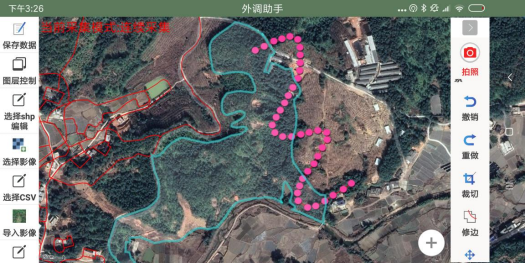 下午3:26
外调助手
保存数据
图层控制
选择shp
编辑
选择影像
选择CSV
导入影像
拍照
撤销
重做
裁切
修边